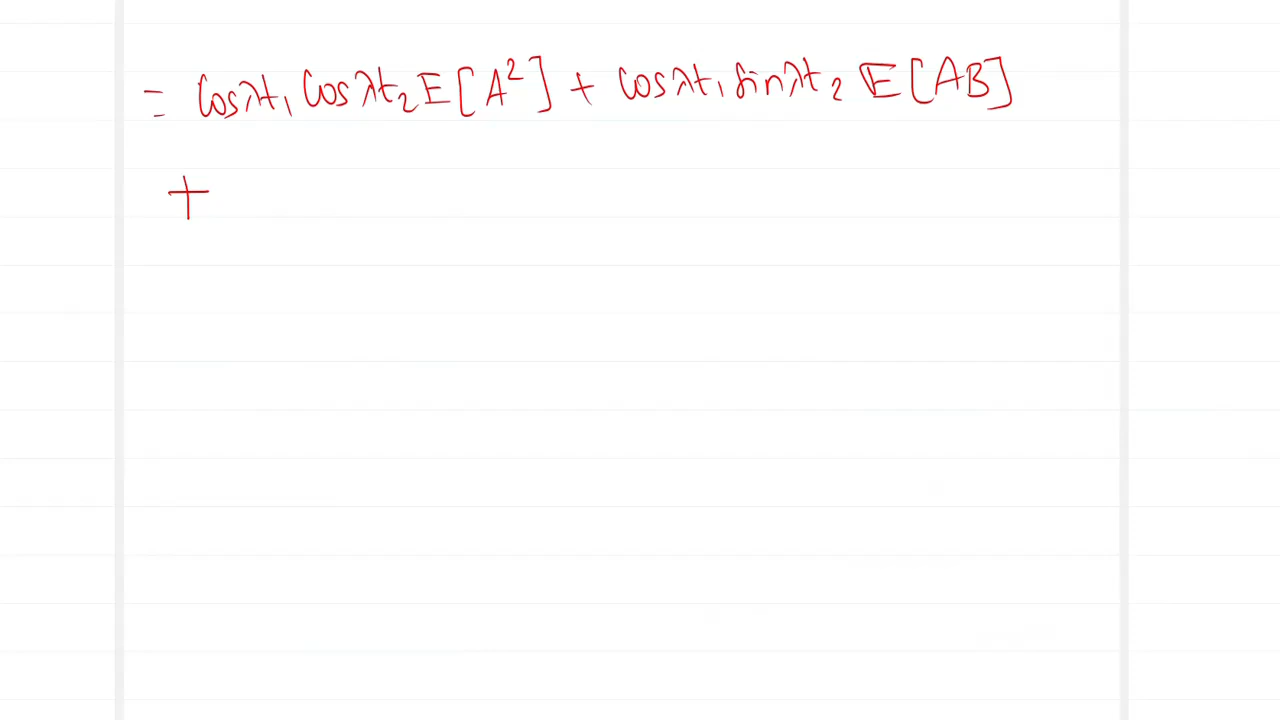 = Cosλt₁ Cosλt₂ E[A²] + Cosλt₁ sinλt₂ 𝔼[AB]
+